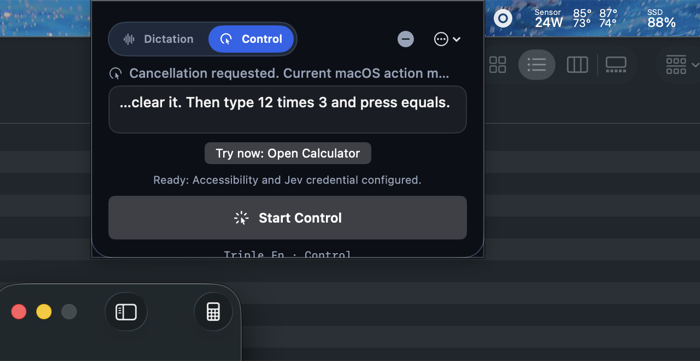 Dictation
Control
Sensor
24W
85° 87°
73° 74°
SSD
88%
Cancellation requested. Current macOS action m...
...clear it. Then type 12 times 3 and press equals.
Try now: Open Calculator
Ready: Accessibility and Jev credential configured.
Start Control
Triple Fn · Control